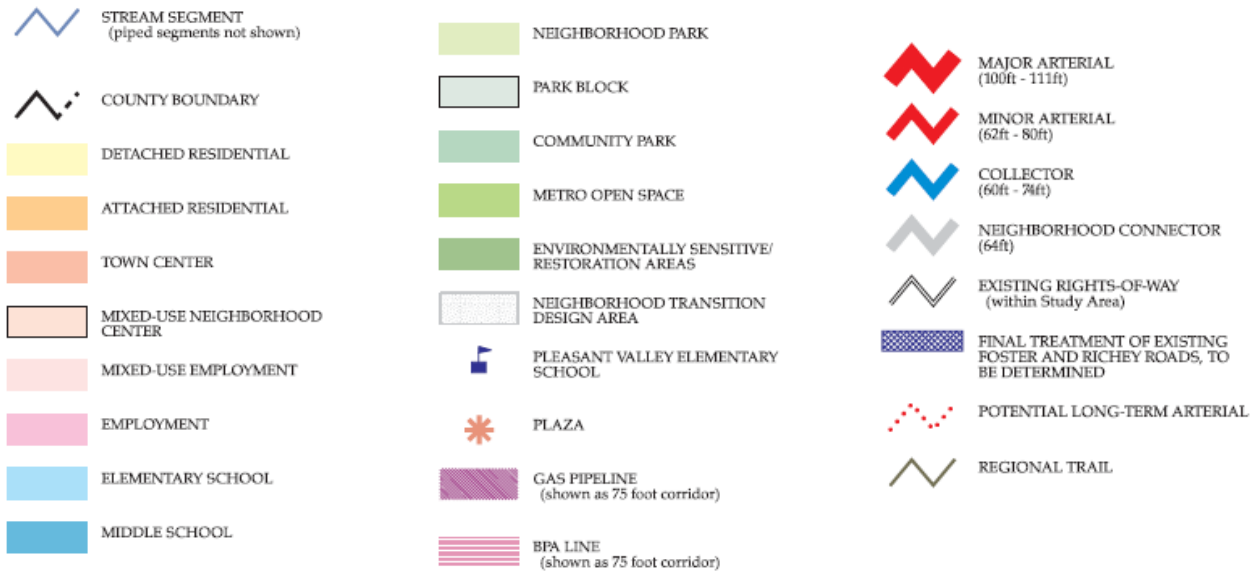 STREAM SEGMENT
(piped segments not shown)
COUNTY BOUNDARY
DETACHED RESIDENTIAL
ATTACHED RESIDENTIAL
TOWN CENTER
MIXED-USE NEIGHBORHOOD
CENTER
MIXED-USE EMPLOYMENT
EMPLOYMENT
ELEMENTARY SCHOOL
MIDDLE SCHOOL
NEIGHBORHOOD PARK
PARK BLOCK
COMMUNITY PARK
METRO OPEN SPACE
ENVIRONMENTALLY SENSITIVE/
RESTORATION AREAS
NEIGHBORHOOD TRANSITION
DESIGN AREA
PLEASANT VALLEY ELEMENTARY
SCHOOL
PLAZA
GAS PIPELINE
(shown as 75 foot corridor)
BPA LINE
(shown as 75 foot corridor)
MAJOR ARTERIAL
(100ft - 111ft)
MINOR ARTERIAL
(62ft - 80ft)
COLLECTOR
(60ft - 74ft)
NEIGHBORHOOD CONNECTOR
(64ft)
EXISTING RIGHTS-OF-WAY
(within Study Area)
FINAL TREATMENT OF EXISTING
FOSTER AND RICHEY ROADS, TO
BE DETERMINED
POTENTIAL LONG-TERM ARTERIAL
REGIONAL TRAIL